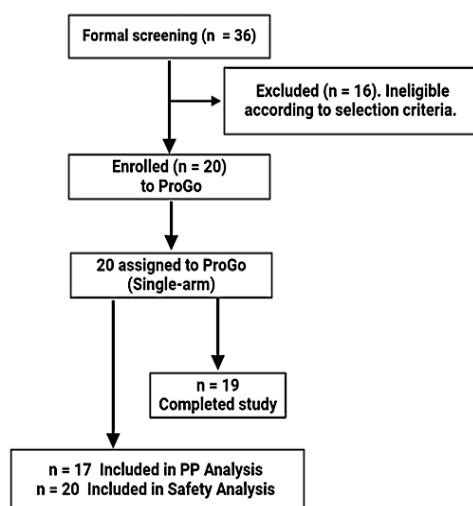 Formal screening (n = 36)
Excluded (n = 16). Ineligible
according to selection criteria.
Enrolled (n = 20)
to ProGo
20 assigned to ProGo
(Single-arm)
n = 19
Completed study
n = 17 Included in PP Analysis
n = 20 Included in Safety Analysis